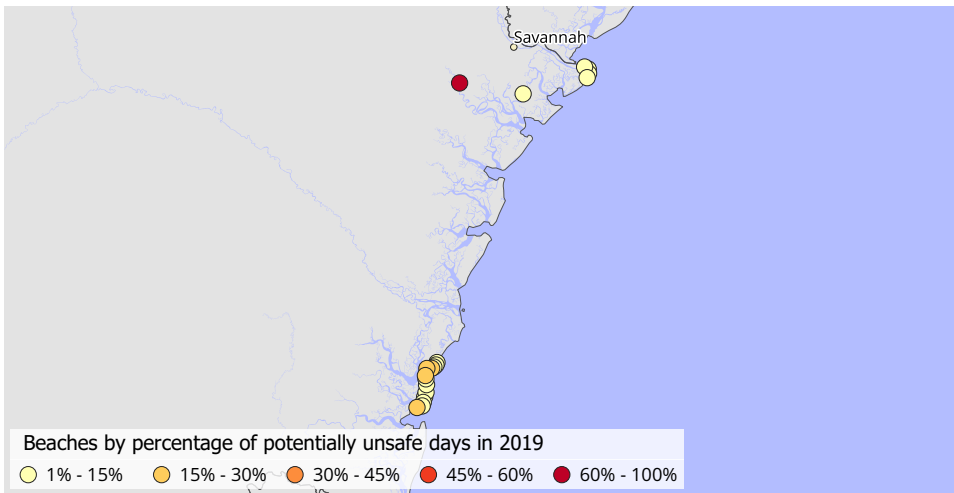 Savannah
Beaches by percentage of potentially unsafe days in 2019
1% - 15% 15% - 30% 30% - 45% 45% - 60% 60% - 100%